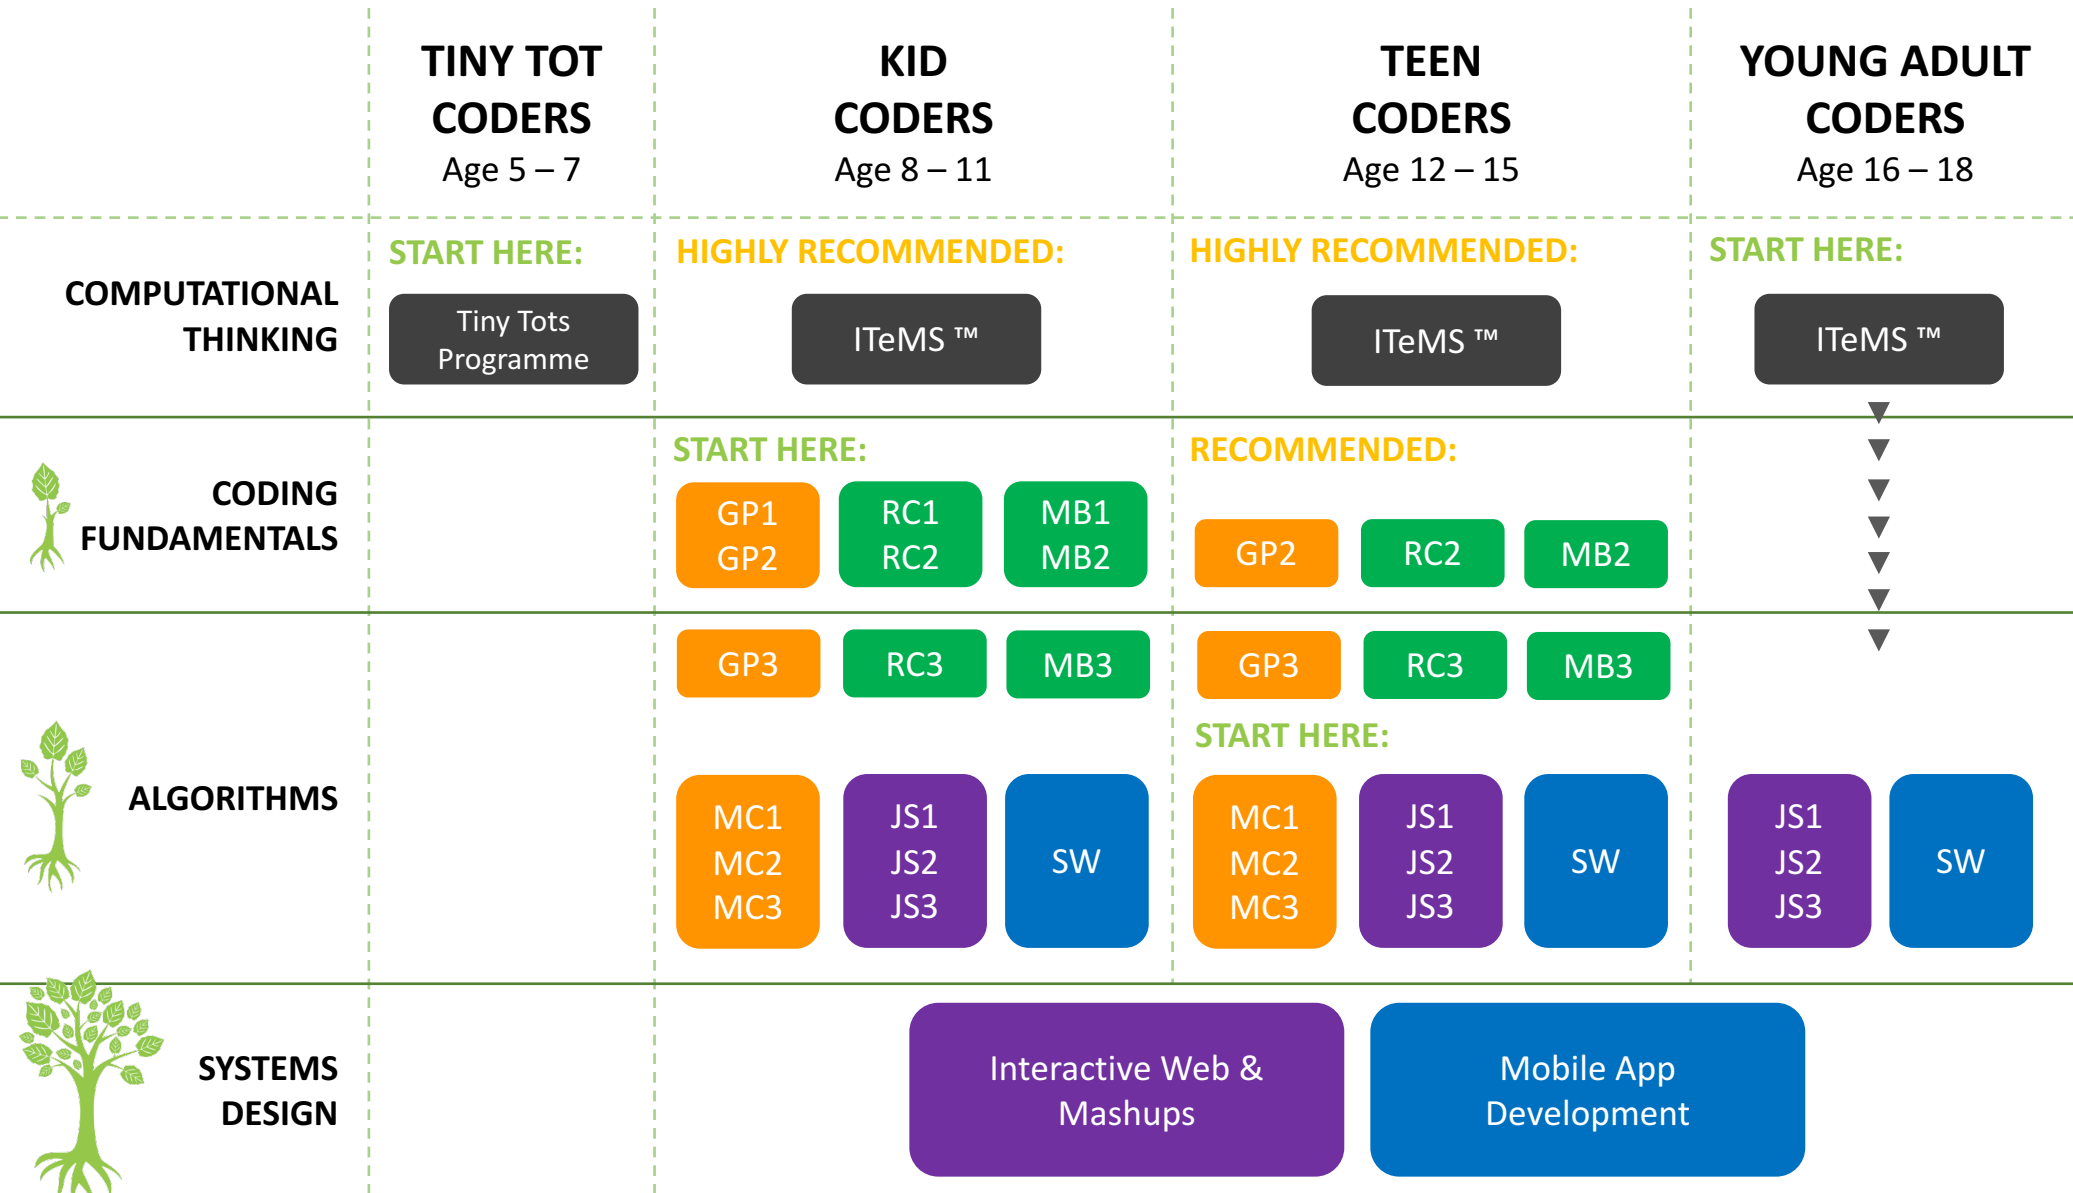 TINY TOT
CODERS
Age 5 – 7
KID
CODERS
Age 8 – 11
TEEN
CODERS
Age 12 – 15
YOUNG ADULT
CODERS
Age 16 – 18
COMPUTATIONAL
THINKING
START HERE:
Tiny Tots
Programme
HIGHLY RECOMMENDED:
ITeMS ™
HIGHLY RECOMMENDED:
ITeMS ™
START HERE:
ITeMS ™
CODING
FUNDAMENTALS
START HERE:
GP1
GP2
RC1
RC2
MB1
MB2
RECOMMENDED:
GP2
RC2
MB2
ALGORITHMS
GP3
RC3
MB3
MC1
MC2
MC3
JS1
JS2
JS3
SW
GP3
RC3
MB3
START HERE:
MC1
MC2
MC3
JS1
JS2
JS3
SW
JS1
JS2
JS3
SW
SYSTEMS
DESIGN
Interactive Web &
Mashups
Mobile App
Development